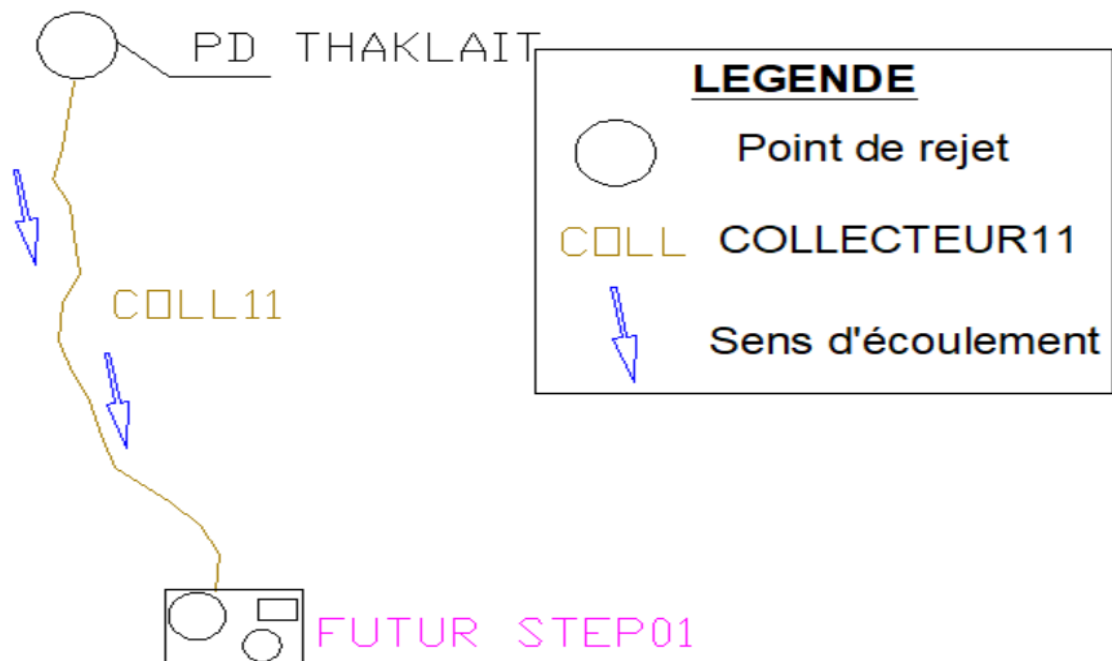 PD THAKLAIT
LEGENDE
Point de rejet
COLL COLLECTEUR11
COLL11
Sens d'écoulement
FUTUR STEP01